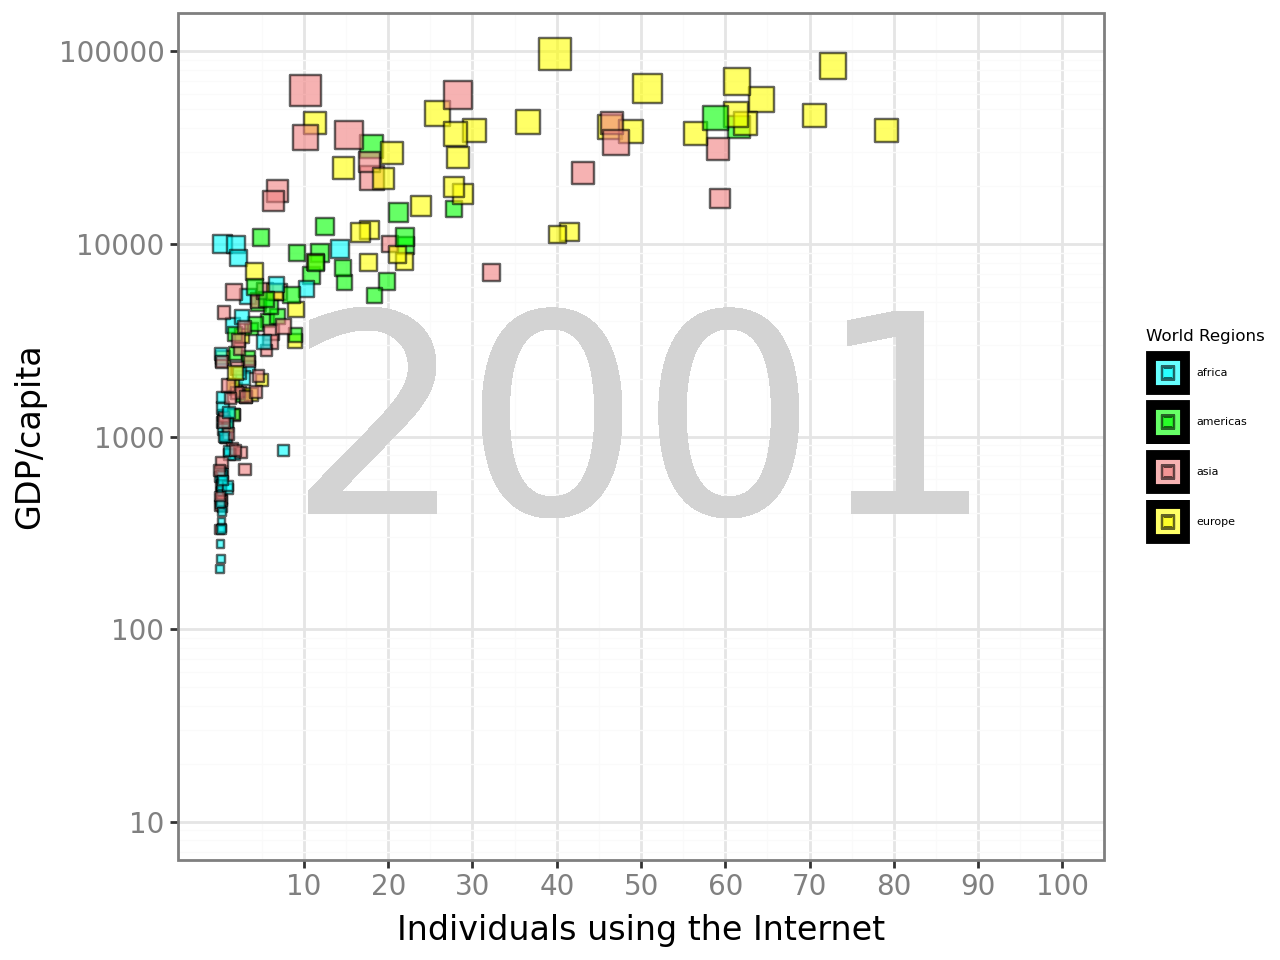 100000
10000
1000
100
10
GDP/capita
2001
10 20 30 40 50 60 70 80 90 100
Individuals using the Internet
World Regions
africa
americas
asia
europe